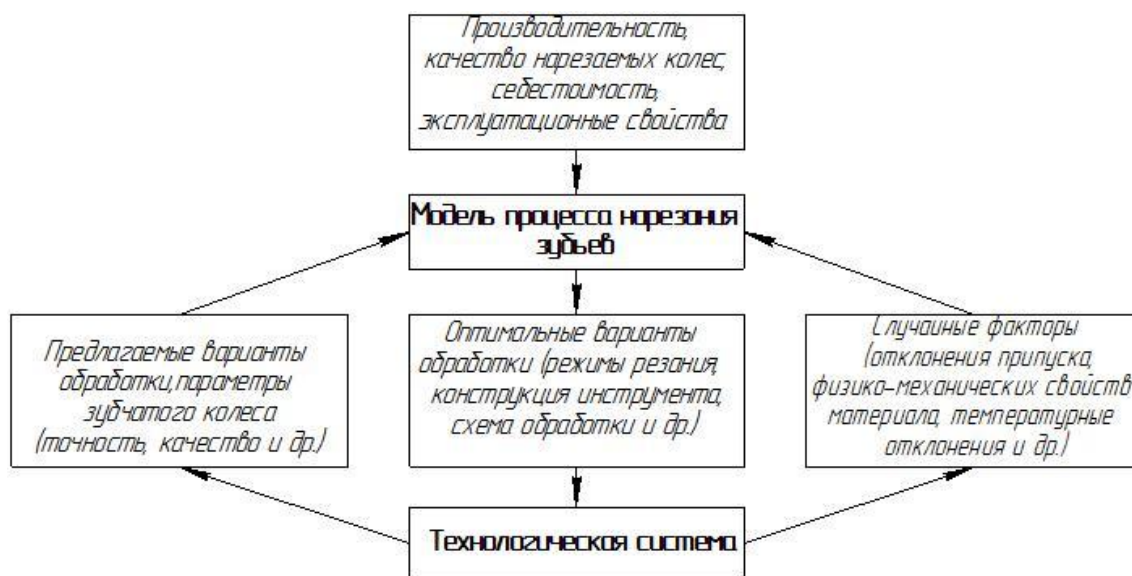 Производительность,
качество нарезаемых колес,
себестоимость,
эксплуатационные свойства
Модель процесса нарезания
зубьев
Предлагаемые варианты
обработки,параметры
зубчатого колеса
(точность, качество и др.)
Оптимальные варианты
обработки (режимы резания,
конструкция инструмента,
схема обработки и др.)
Случайные факторы
(отклонения припуска,
физико-механических свойств
материала, температурные
отклонения и др.)
Технологическая система